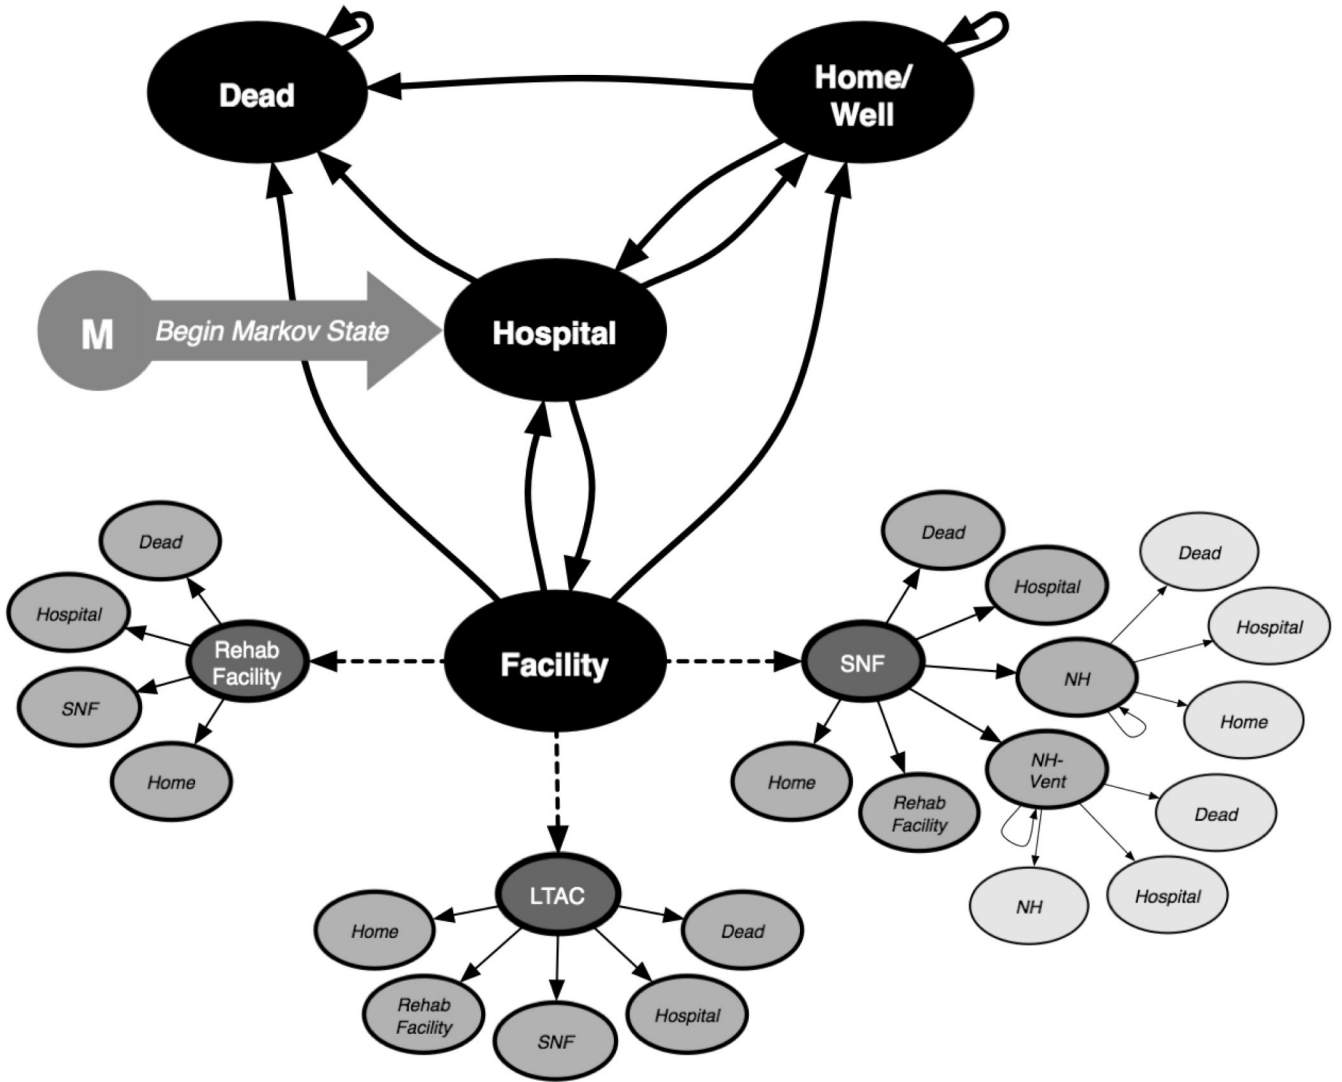 Dead
Home/
Well
M
Begin Markov State
Hospital
Facility
Rehab
Facility
Dead
Hospital
SNF
Home
SNF
Dead
Hospital
NH
NH-
Vent
Rehab
Facility
Home
Dead
Hospital
Home
Dead
Hospital
NH
LTAC
Home
Rehab
Facility
SNF
Hospital
Dead